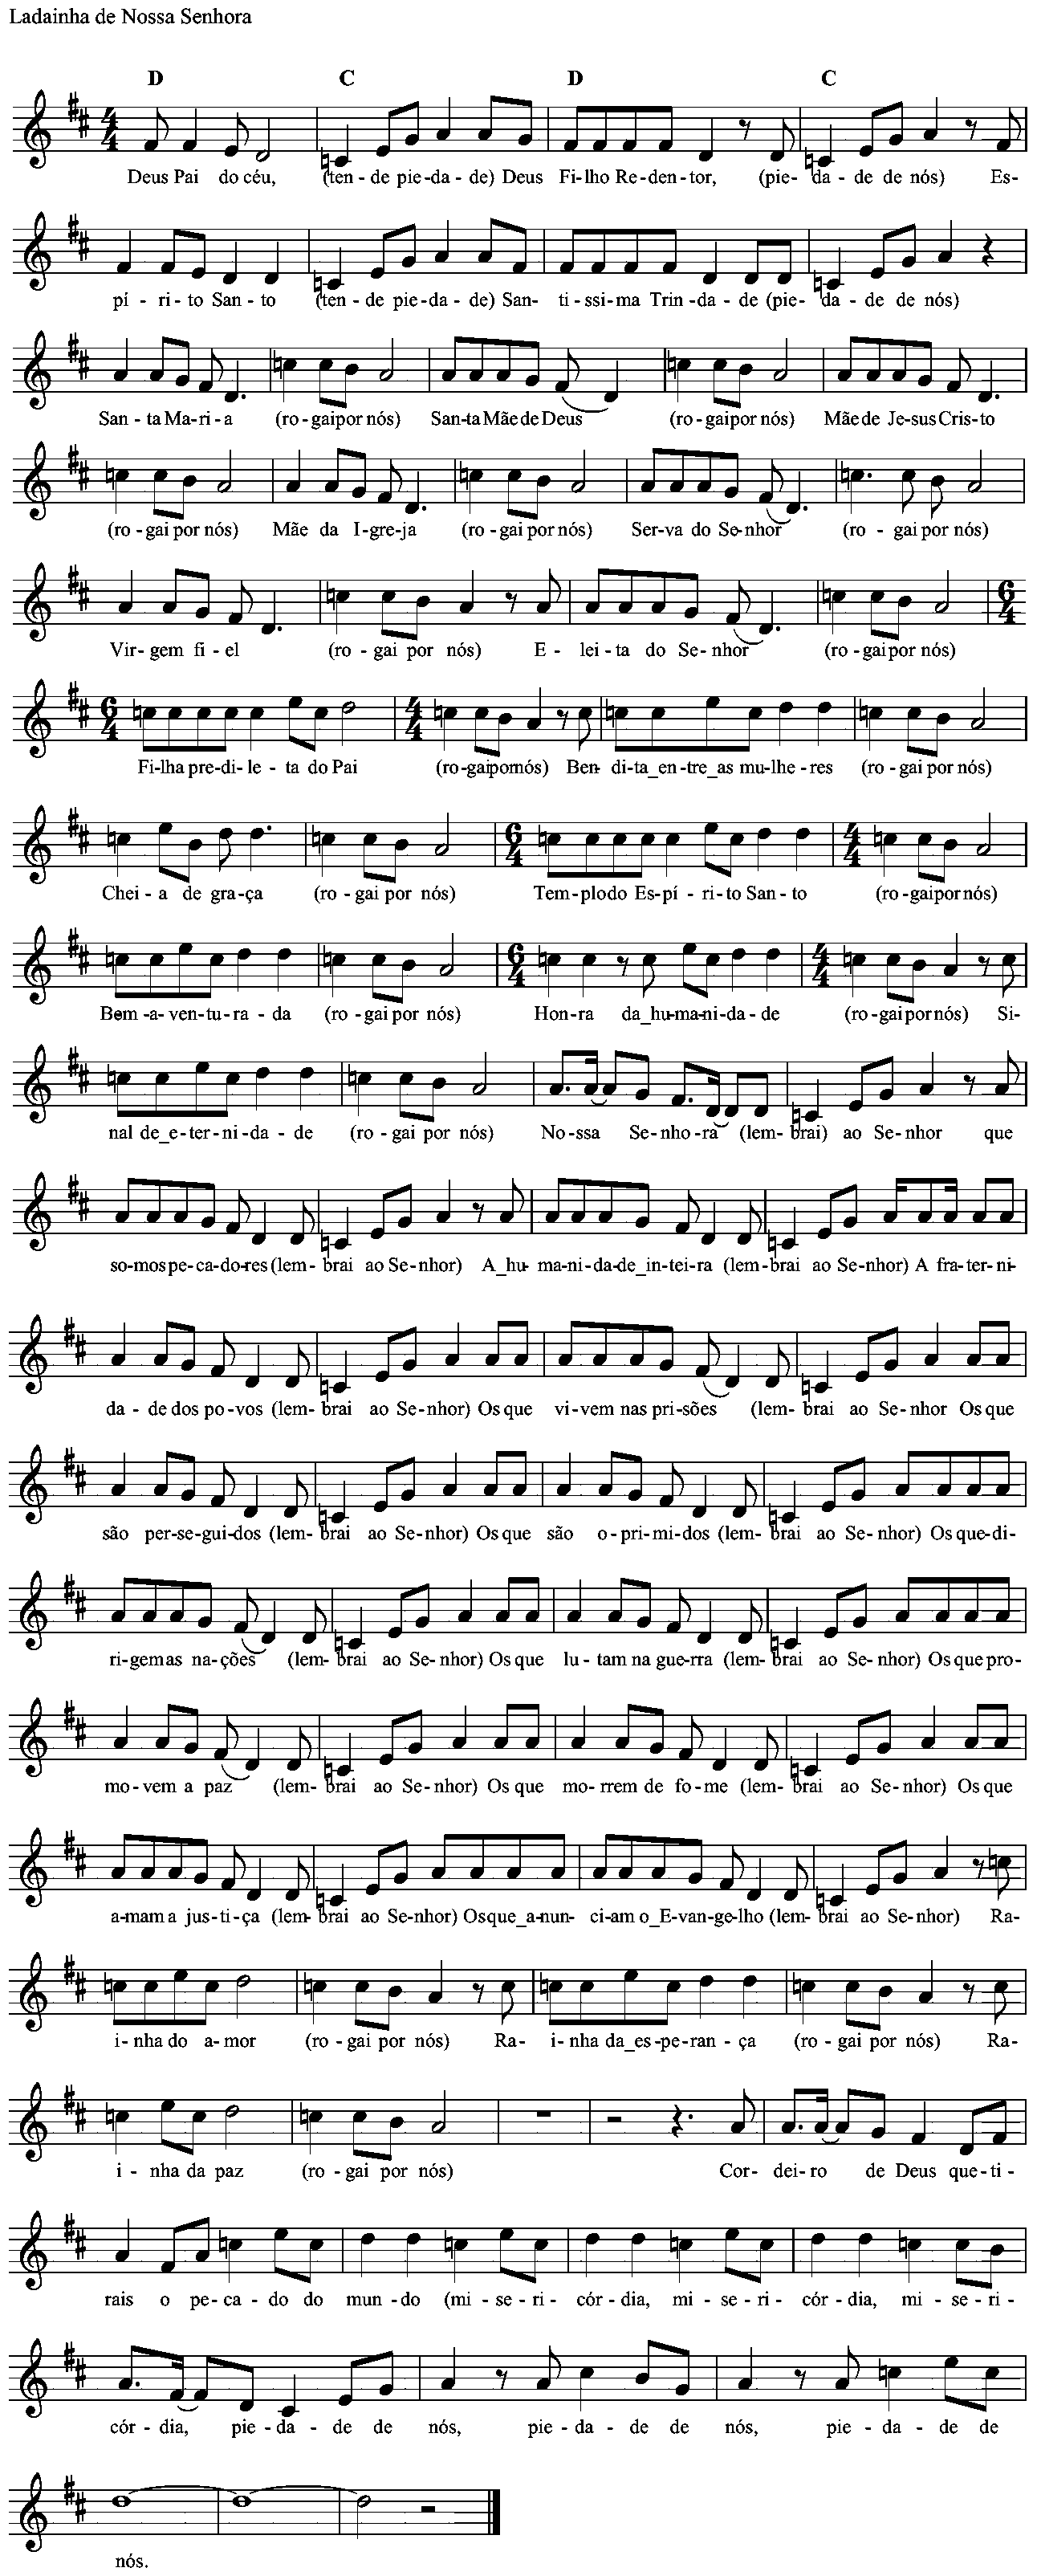 Ladainha de Nossa Senhora
D C D C
Deus Pai do céu, (ten - de pie-da - de) Deus Fi-lho Re-den-tor, (pie- da - de de nós) Es-
pí - ri-to San-to (ten - de pie-da - de) San- ti-ssi-ma Trin-da - de (pie- da - de de nós)
San - ta Ma-ri-a (ro-gai por nós) San-ta Mãe de Deus (ro-gai por nós) Mãe de Je-sus Cris-to
(ro-gai por nós) Mãe da I-gre-ja (ro-gai por nós) Ser-va do Se-nhor (ro - gai por nós)
Vir- gem fi-el (ro - gai por nós) E- lei-ta do Se-nhor (ro-gai por nós)
Fi-lha pre-di-le - ta do Pai (ro-gai por nós) Ben- di-ta_en-tre_as mu-lhe-res (ro-gai por nós)
Chei-a de gra-ça (ro-gai por nós) Tem-plo do Es-pí-ri-to San-to (ro-gai por nós)
Bem-a-ven-tu-ra-da (ro-gai por nós) Hon-ra da_hu-ma-ni-da-de (ro-gai por nós) Si-
nal de_e-ter-ni-da-de (ro-gai por nós) No-ssa Se-nho-ra (lem- brai) ao Se-nhor que
so-mos pe-ca-do-res (lem- brai ao Se-nhor) A_hu- ma-ni-da-de_in-tei-ra (lem-brai ao Se-nhor) A fra-ter-ni-
da-de dos po-vos (lem- brai ao Se-nhor) Os que vi-vem nas pri-sões (lem- brai ao Se-nhor Os que
são per-se-gui-dos (lem- brai ao Se-nhor) Os que são o-pri-mi-dos (lem- brai ao Se-nhor) Os que-di-
ri-gem as na-ções (lem- brai ao Se-nhor) Os que lu-tam na gue-rra (lem- brai ao Se-nhor) Os que pro-
mo-vem a paz (lem- brai ao Se-nhor) Os que mo-rrem de fo-me (lem- brai ao Se-nhor) Os que
a-mam a jus-ti-ça (lem- brai ao Se-nhor) Os que_a-nun- ci-am o_E-van-ge-lho (lem- brai ao Se-nhor) Ra-
i-nha do a-mor (ro-gai por nós) Ra- i-nha da_es-pe-ran-ça (ro-gai por nós) Ra-
i-nha da paz (ro-gai por nós) Cor- dei-ro de Deus que-ti-
rais o pe-ca-do do mun-do (mi-se-ri- cór-dia, mi-se-ri- cór-dia, mi-se-ri-
cór-dia, pie-da-de de nós, pie-da-de de nós, pie-da-de de
nós.